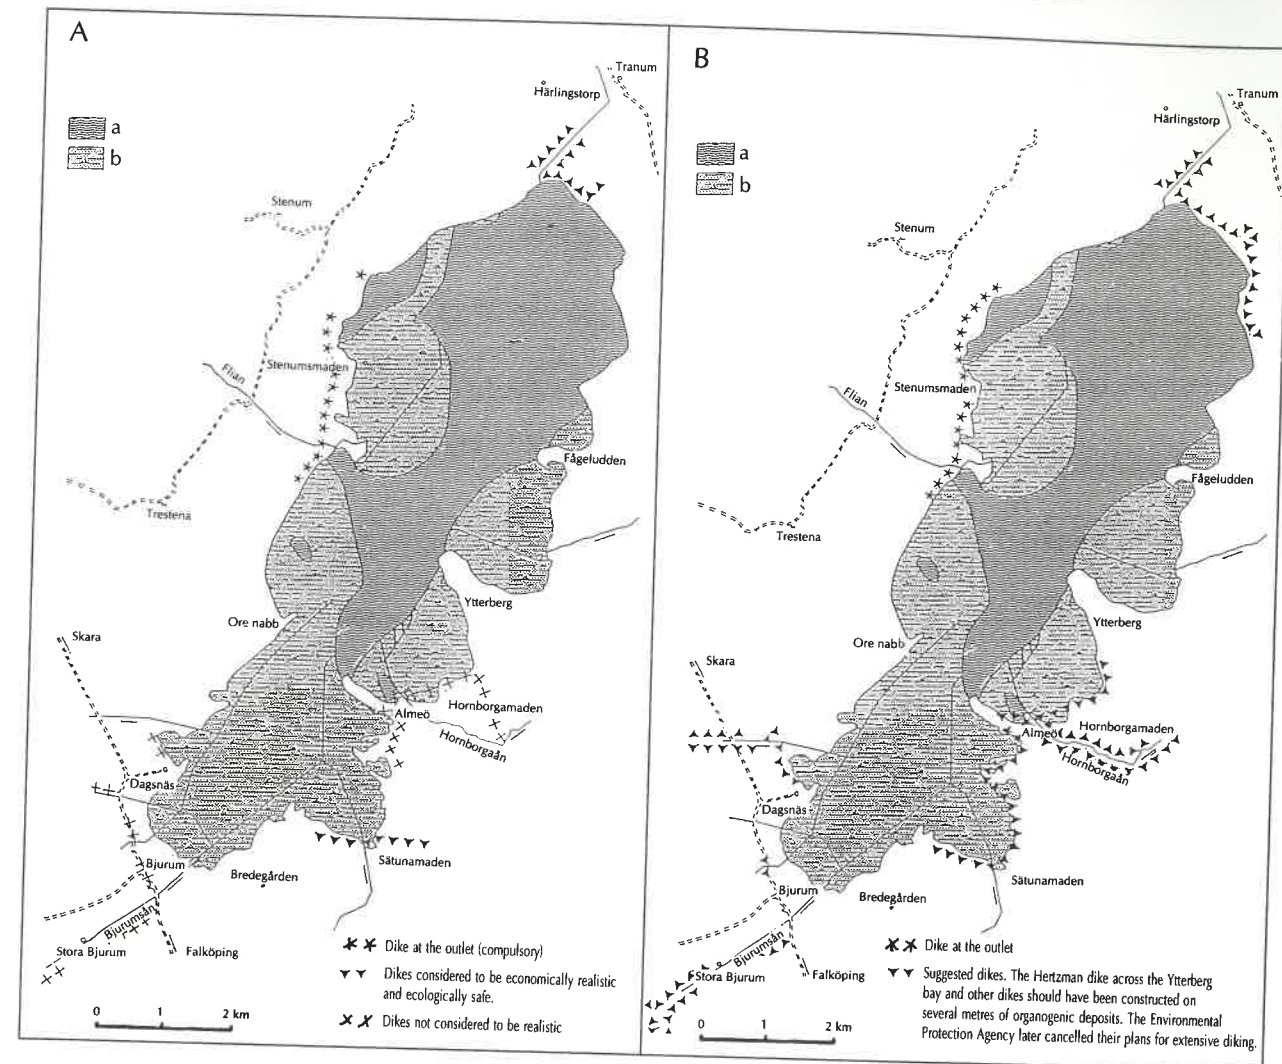 A
Tranum
Härlingstorp
a
b
Stenum
Stenumsmaden
Flian
Fågeludden
Trestena
Ytterberg
Ore nabb
Skara
Hornborgamaden
Almeö
Hornborgaån
Dagsnäs
Sätunamaden
Bjurum
Bredegården
Bjurumsån
Stora Bjurum
Falköping
Dike at the outlet (compulsory)
Dikes considered to be economically realistic
and ecologically safe.
Dikes not considered to be realistic
0 1 2 km
B
Tranum
Härlingstorp
a
b
Stenum
Stenumsmaden
Flian
Fågeludden
Trestena
Ytterberg
Ore nabb
Skara
Hornborgamaden
Almeö
Hornborgaån
Dagsnäs
Sätunamaden
Bjurum
Bredegården
Bjurumsån
Stora Bjurum
Falköping
Dike at the outlet
Suggested dikes. The Hertzman dike across the Ytterberg
bay and other dikes should have been constructed on
several metres of organogenic deposits. The Environmental
Protection Agency later cancelled their plans for extensive diking.
0 1 2 km